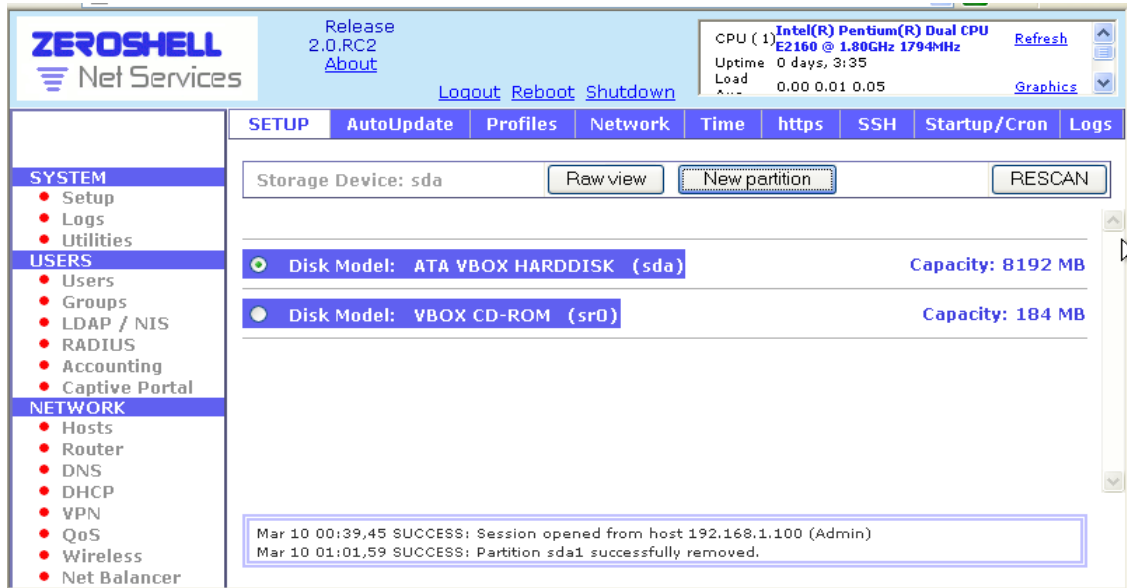 ZEROSHELL
Net Services
Release
2.0.RC2
About
Logout Reboot Shutdown
CPU ( 1) Intel(R) Pentium(R) Dual CPU
E2160 @ 1.80GHz 1794MHz
Refresh
Uptime 0 days, 3:35
Load
0.00 0.01 0.05
Graphics
SETUP AutoUpdate Profiles Network Time https SSH Startup/Cron Logs
Storage Device: sda Raw view New partition RESCAN
SYSTEM
Setup
Logs
Utilities
USERS
Users
Groups
LDAP / NIS
RADIUS
Accounting
Captive Portal
NETWORK
Hosts
Router
DNS
DHCP
VPN
QoS
Wireless
Net Balancer
Disk Model: ATA VBOX HARDDISK (sda) Capacity: 8192 MB
Disk Model: VBOX CD-ROM (sr0) Capacity: 184 MB
Mar 10 00:39,45 SUCCESS: Session opened from host 192.168.1.100 (Admin)
Mar 10 01:01,59 SUCCESS: Partition sda1 successfully removed.